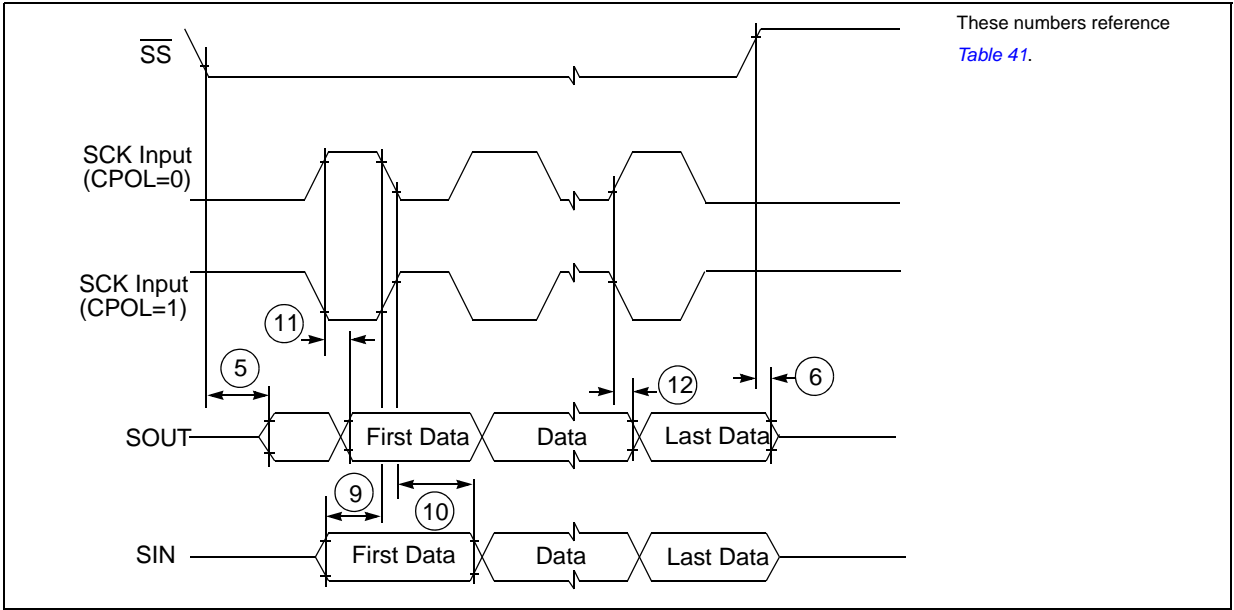 These numbers reference
Table 41.
SS
SCK Input
(CPOL=0)
SCK Input
(CPOL=1)
11
5
12
6
SOUT
First Data
Data
Last Data
9
10
SIN
First Data
Data
Last Data